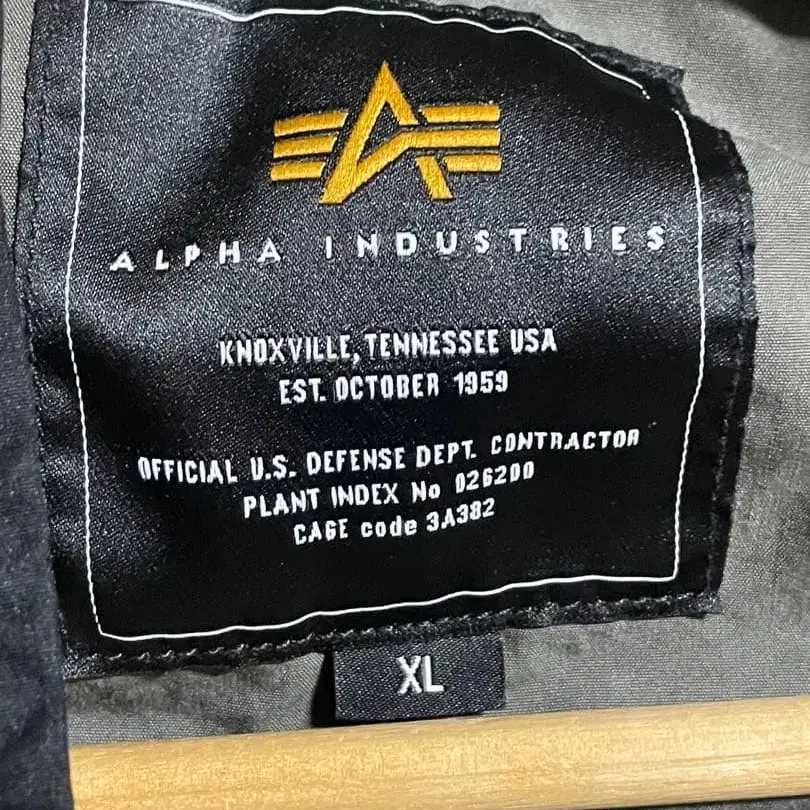 ALPHA INDUSTRIES
KNOXVILLE, TENNESSEE USA
EST. OCTOBER 1959
OFFICIAL U.S. DEFENSE DEPT. CONTRACTOR
PLANT INDEX No 026200
CAGE code 3A382
XL